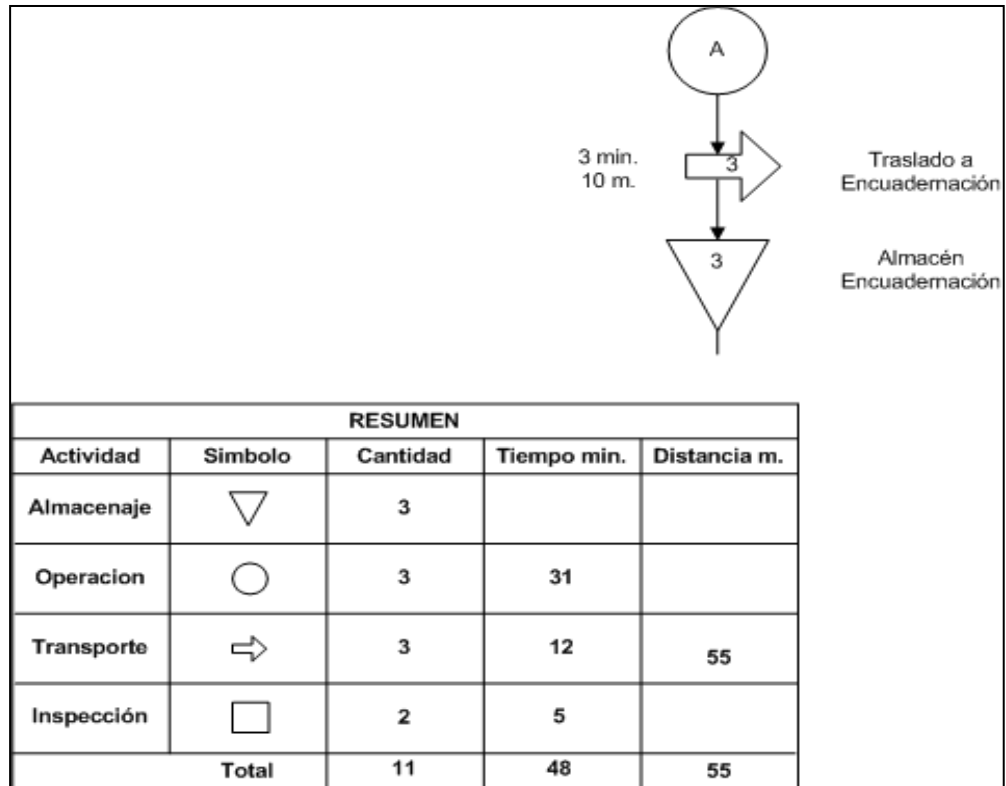 A
3 min.
10 m.
3
Traslado a
Encuadernación
3
Almacén
Encuadernación
RESUMEN
Actividad Simbolo Cantidad Tiempo min. Distancia m.
Almacenaje 3
Operacion 3 31
Transporte 3 12 55
Inspección 2 5
Total 11 48 55